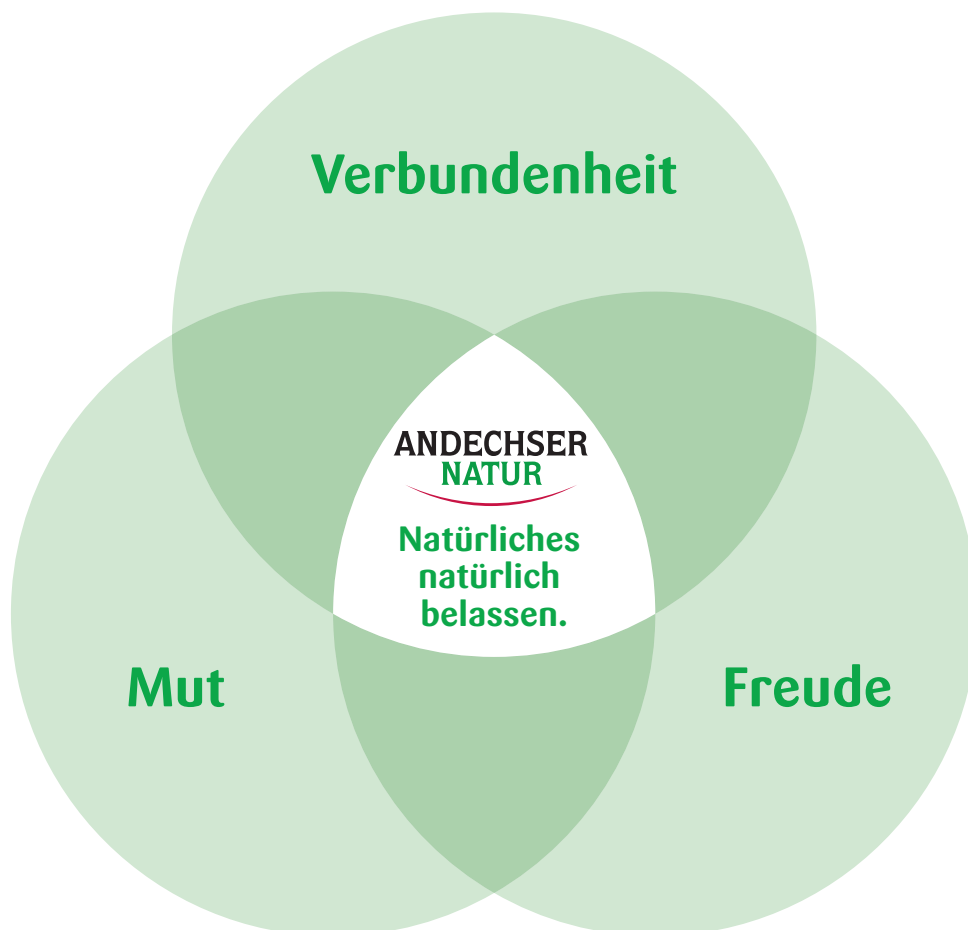 Verbundenheit
ANDECHSER
NATUR
Natürliches
natürlich
belassen.
Mut
Freude